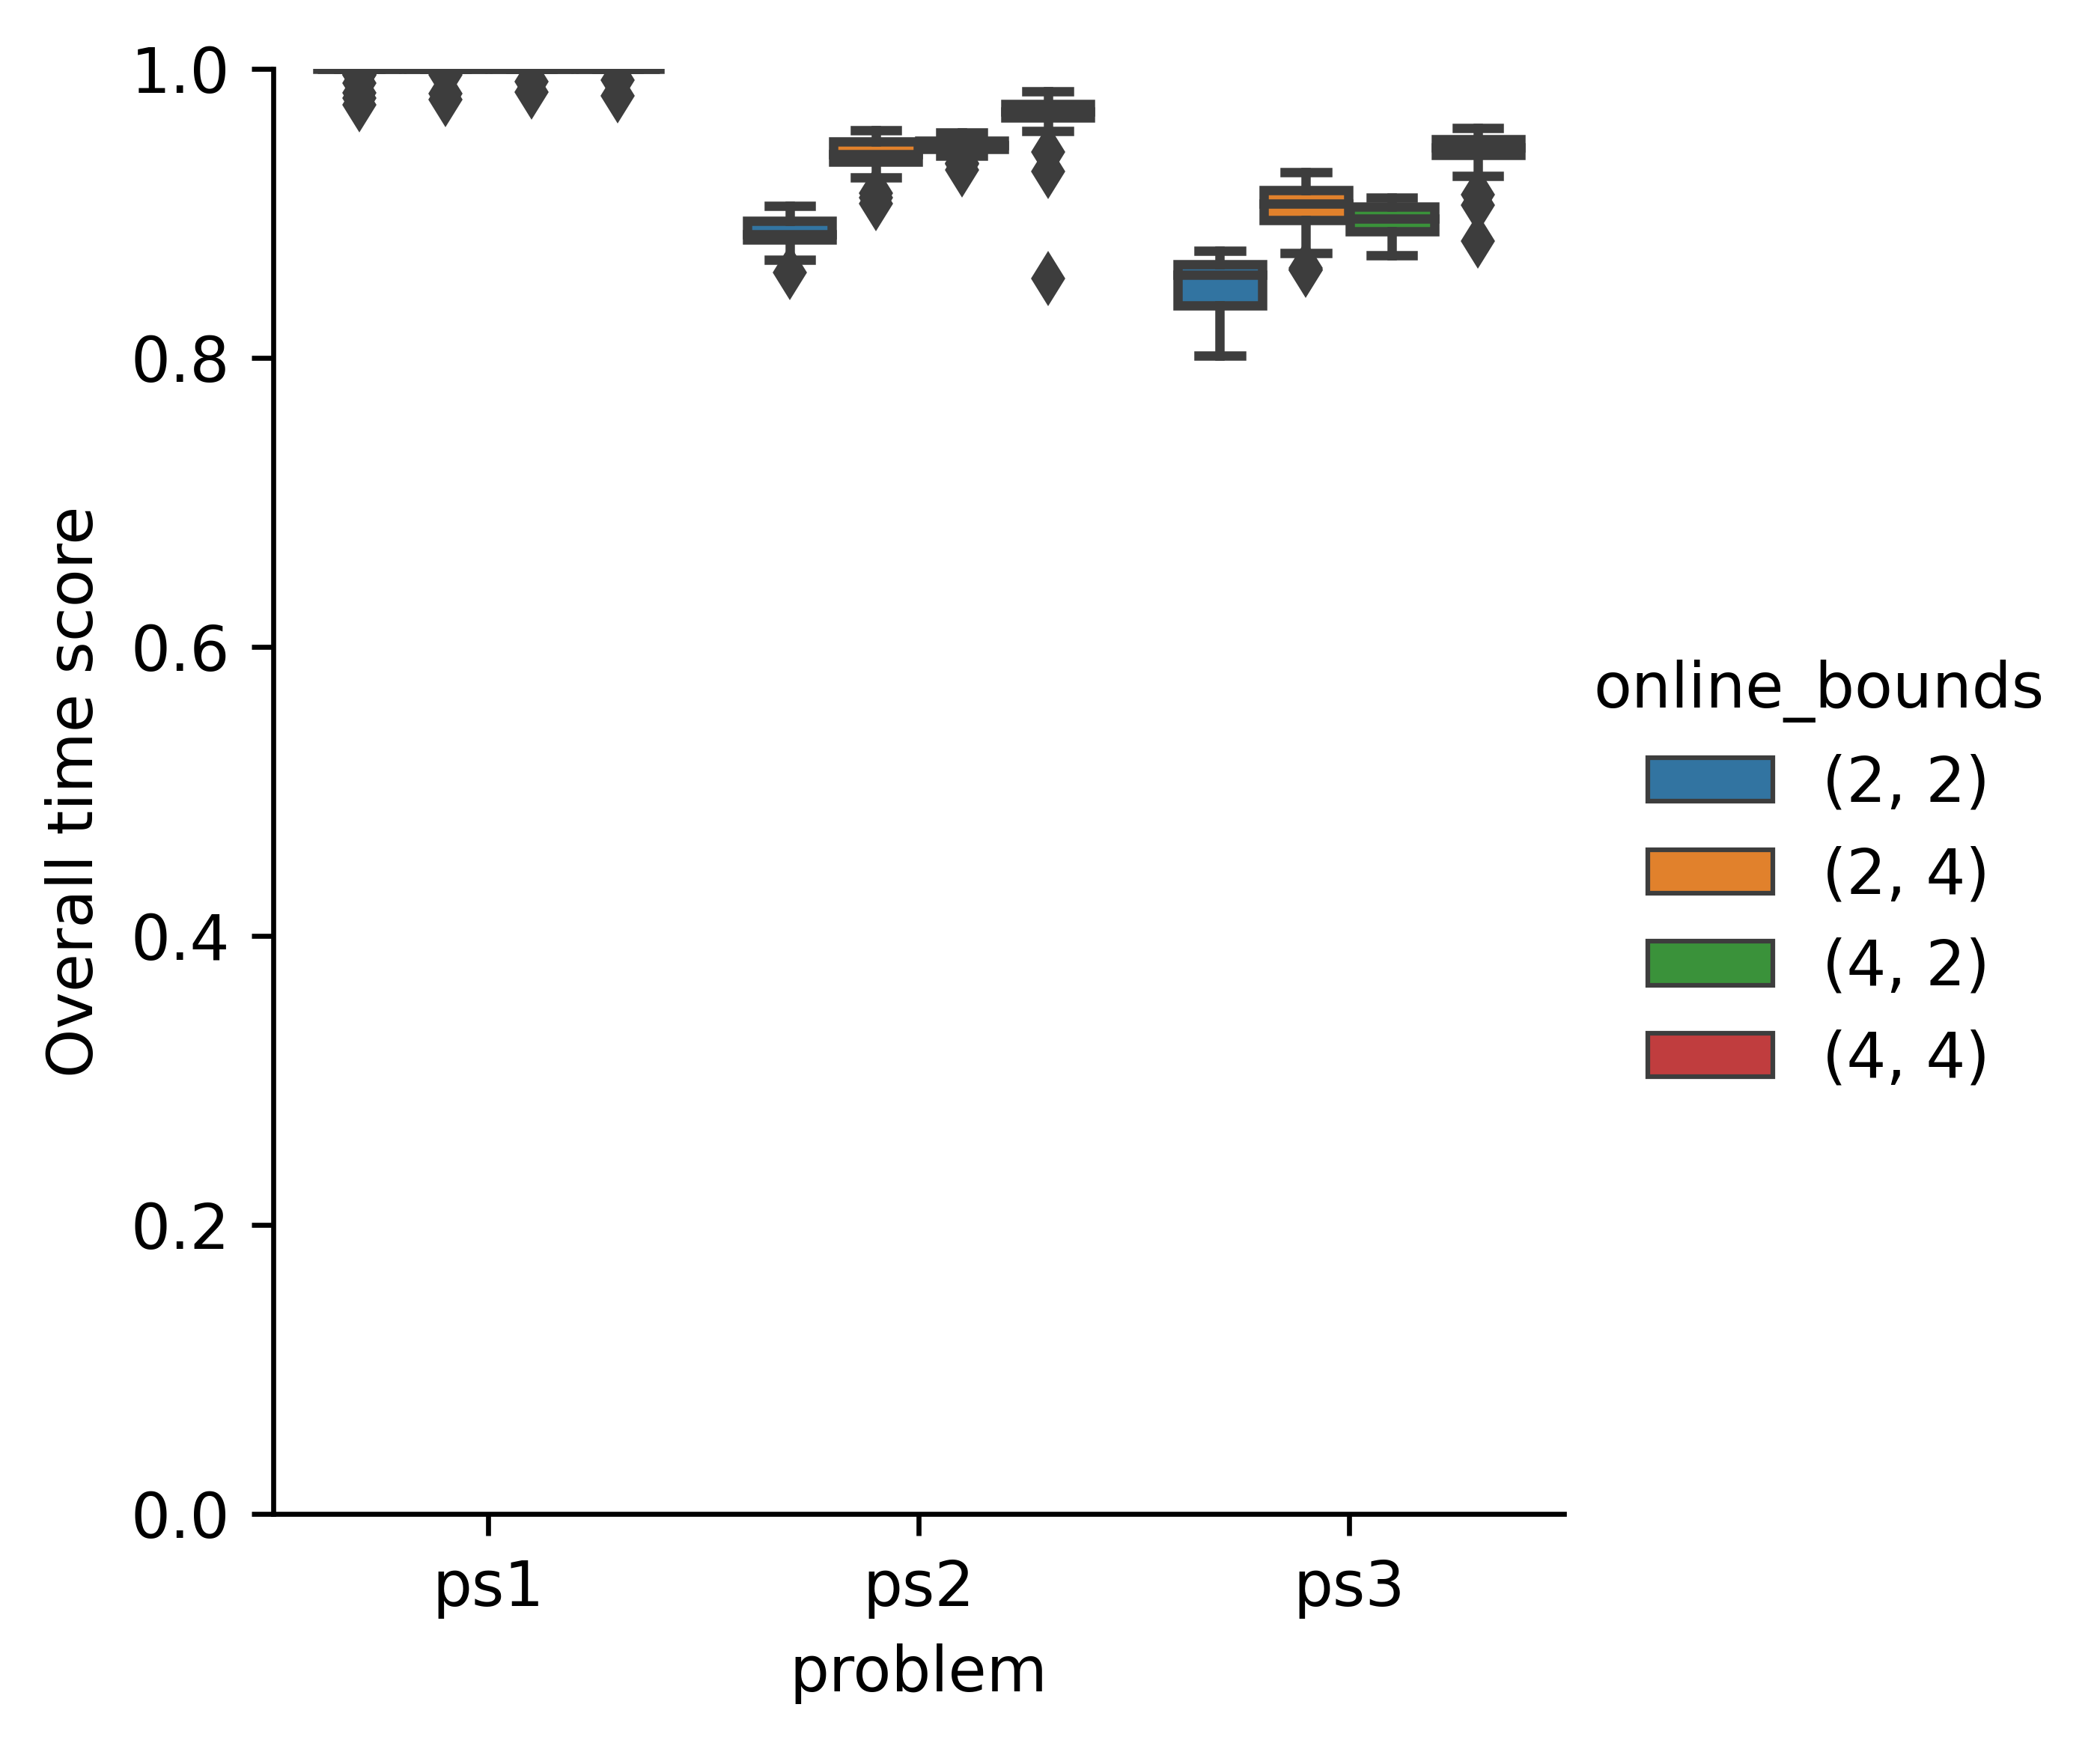 1.0
0.8
0.6
0.4
0.2
0.0
Overall time score
ps1 ps2 ps3
problem
online_bounds
(2, 2)
(2, 4)
(4, 2)
(4, 4)